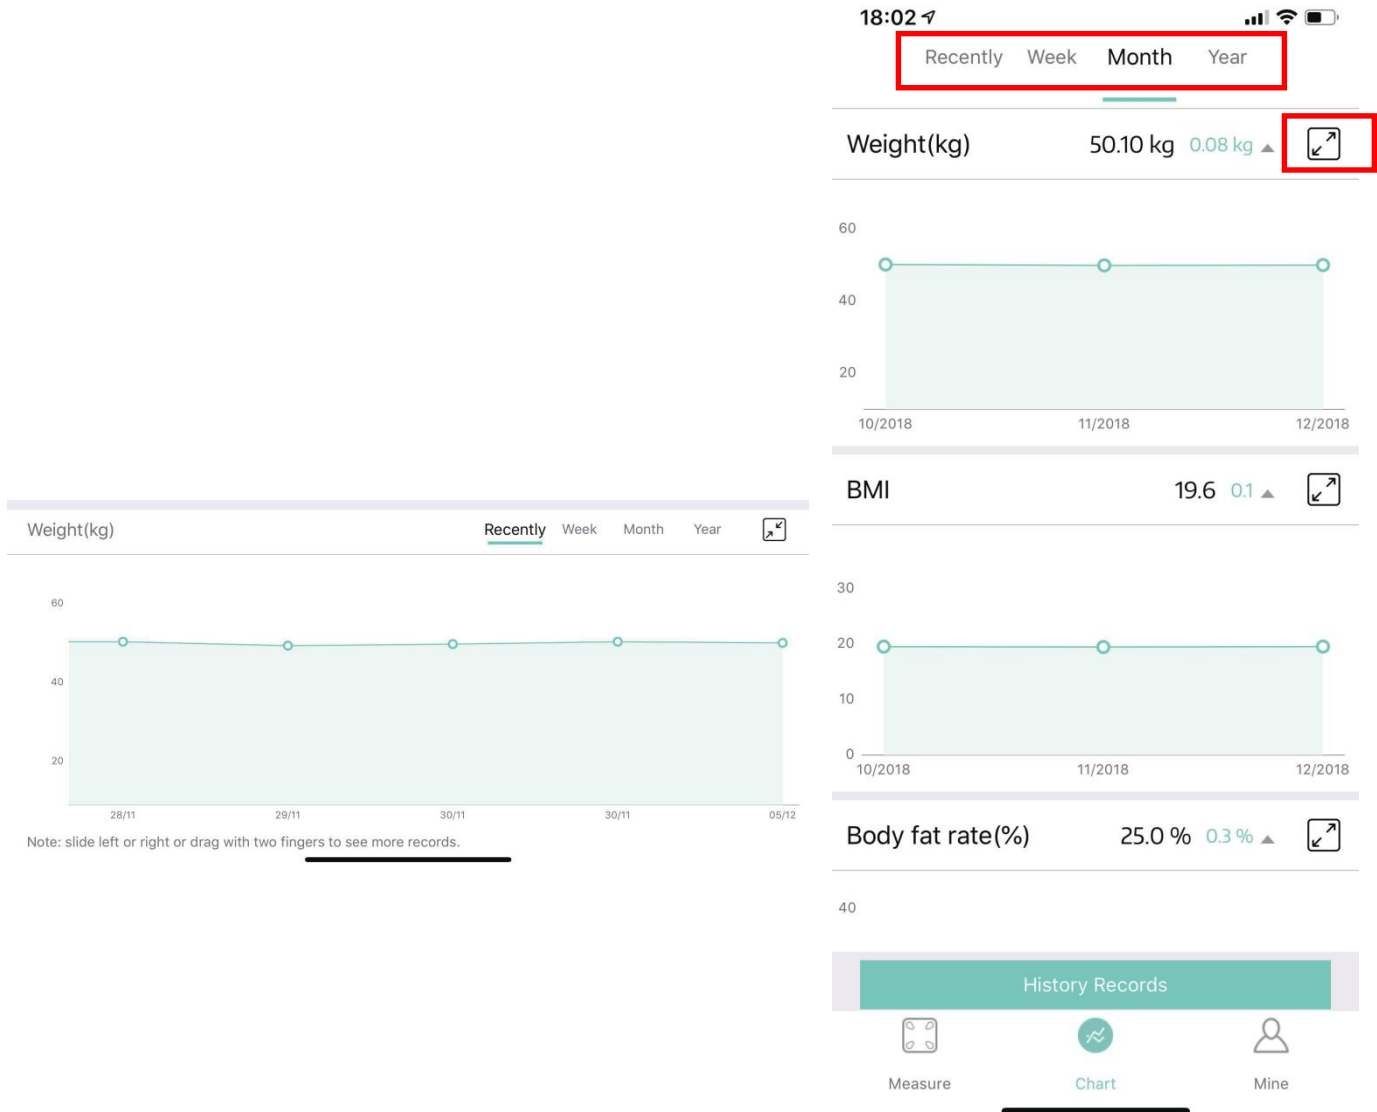 Weight(kg) Recently Week Month Year
60
40
20
28/11 29/11 30/11 30/11 05/12
Note: slide left or right or drag with two fingers to see more records.
18:02
Recently Week Month Year
Weight(kg) 50.10 kg 0.08 kg
60
40
20
10/2018 11/2018 12/2018
BMI 19.6 0.1
30
20
10
0
10/2018 11/2018 12/2018
Body fat rate(%) 25.0 % 0.3 %
40
History Records
Measure Chart Mine